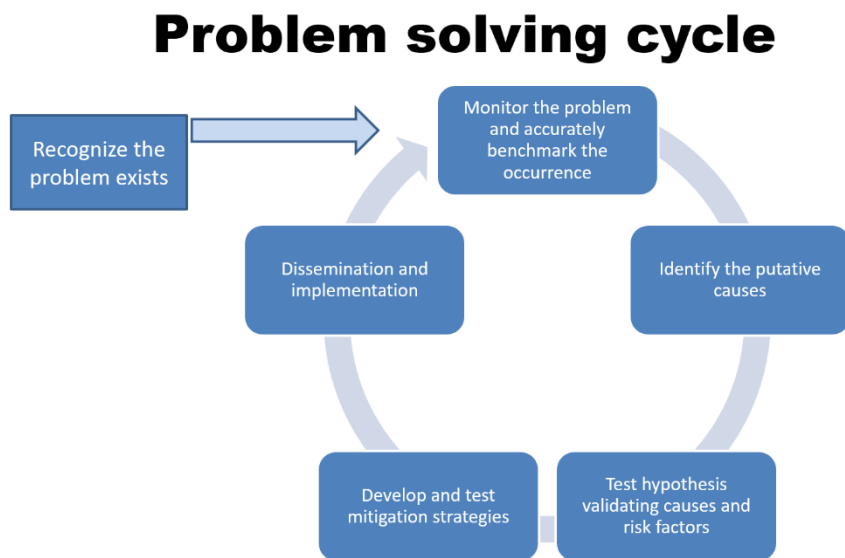 Problem solving cycle
Recognize the
problem exists
Monitor the problem
and accurately
benchmark the
occurrence
Identify the putative
causes
Test hypothesis
validating causes and
risk factors
Develop and test
mitigation strategies
Dissemination and
implementation